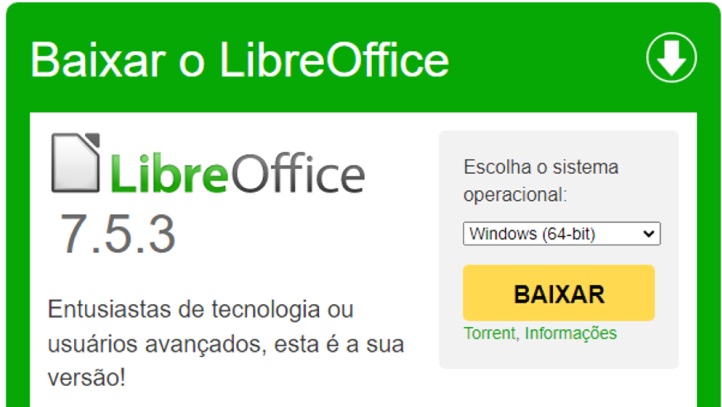 Baixar o LibreOffice
LibreOffice
7.5.3
Entusiastas de tecnologia ou
usuários avançados, esta é a sua
versão!
Escolha o sistema
operacional:
Windows (64-bit)
BAIXAR
Torrent, Informações